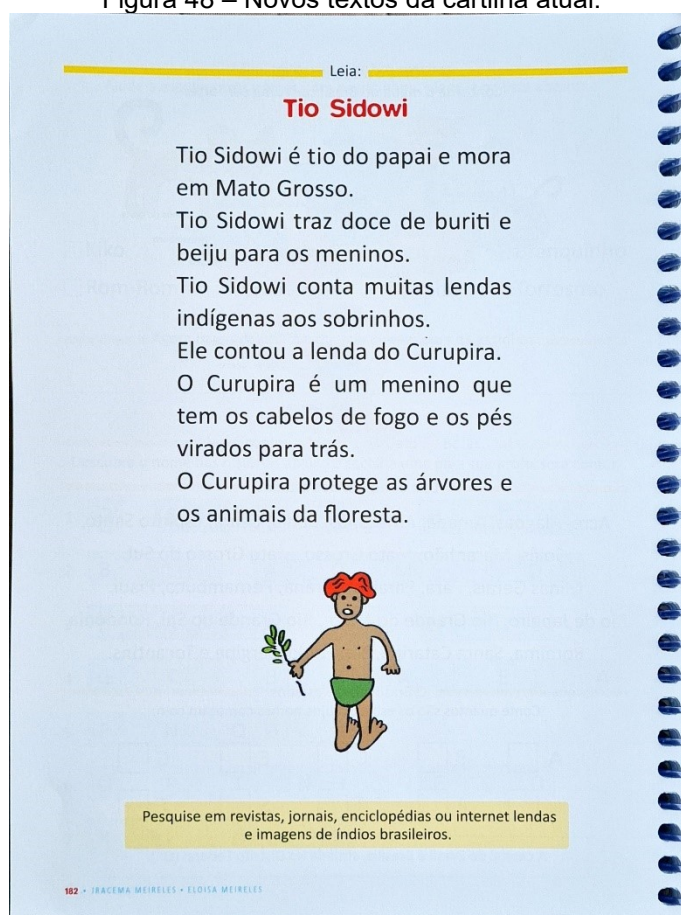 Figura 48 – Novos textos da cartilha atual.
Leia:
Tio Sidowi
Tio Sidowi é tio do papai e mora
em Mato Grosso.
Tio Sidowi traz doce de buriti e
beiju para os meninos.
Tio Sidowi conta muitas lendas
indígenas aos sobrinhos.
Ele contou a lenda do Curupira.
O Curupira é um menino que
tem os cabelos de fogo e os pés
virados para trás.
O Curupira protege as árvores e
os animais da floresta.
Pesquise em revistas, jornais, enciclopédias ou internet lendas
e imagens de índios brasileiros.
182 • IRACEMA MEIRELES • ELOISA MEIRELES